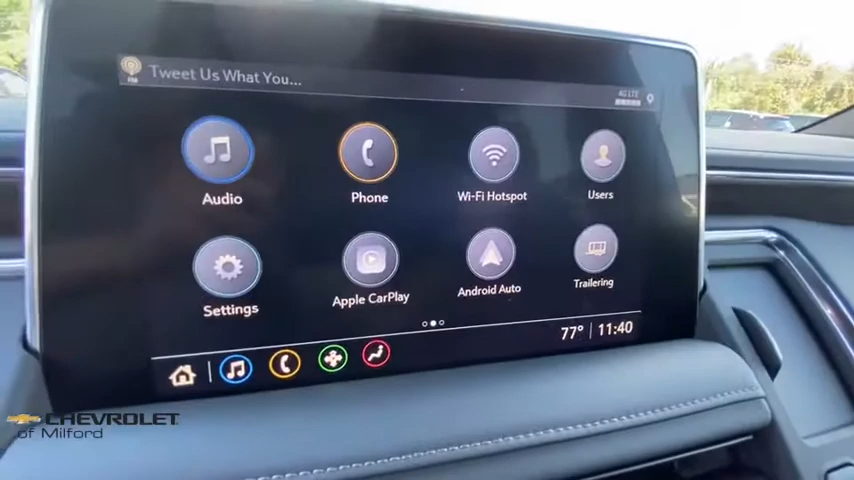 Tweet Us What You...
FM
4G LTE
Audio
Phone
Wi-Fi Hotspot
Users
Settings
Apple CarPlay
Android Auto
Trailering
77° 11:40
CHEVROLET
of Milford